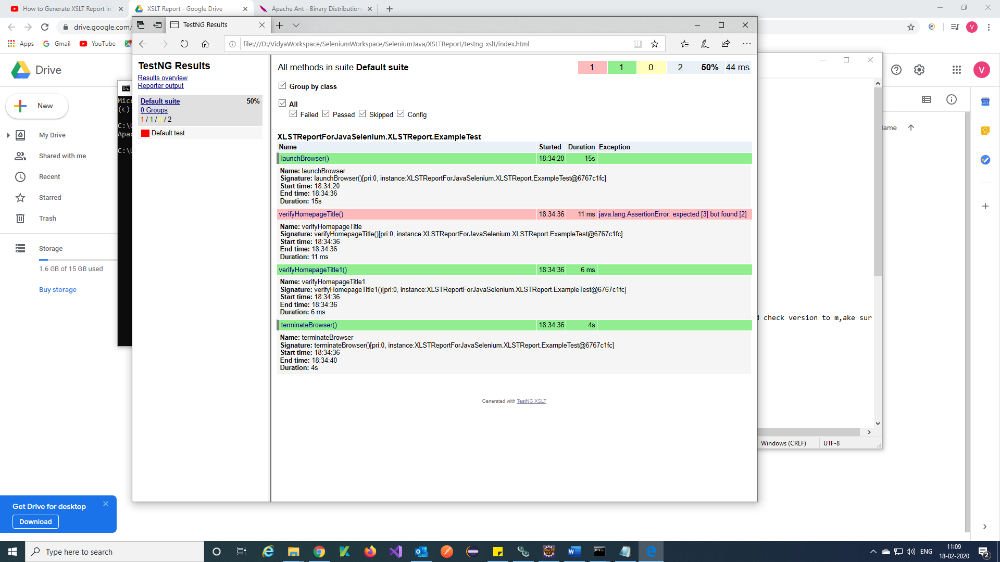 How to Generate XSLT Report in
XSLT Report - Google Drive
Apache Ant - Binary Distributions
drive.google.com/
Apps
Gmail
YouTube
TestNG Results
file:///D:/VidyaWorkspace/SeleniumWorkspace/SeleniumJava/XSLTReport/testng-xslt/index.html
V
Drive
New
My Drive
Shared with me
Recent
Starred
Trash
Storage
1.6 GB of 15 GB used
Buy storage
Get Drive for desktop
Download
C:\.
Micr
(c)
C:\U
Apac
C:\U
TestNG Results
Results overview
Reporter output
Default suite 50%
0 Groups
1 / 1 / 0 / 2
Default test
All methods in suite Default suite
1 1 0 2 50% 44 ms
Group by class
All
Failed Passed Skipped Config
XLSTReportForJavaSelenium.XLSTReport.ExampleTest
Name Started Duration Exception
launchBrowser() 18:34:20 15s
Name: launchBrowser
Signature: launchBrowser()[pri:0, instance:XLSTReportForJavaSelenium.XLSTReport.ExampleTest@6767c1fc]
Start time: 18:34:20
End time: 18:34:36
Duration: 15s
verifyHomepageTitle() 18:34:36 11 ms java.lang.AssertionError: expected [3] but found [2]
Name: verifyHomepageTitle
Signature: verifyHomepageTitle()[pri:0, instance:XLSTReportForJavaSelenium.XLSTReport.ExampleTest@6767c1fc]
Start time: 18:34:36
End time: 18:34:36
Duration: 11 ms
verifyHomepageTitle1() 18:34:36 6 ms
Name: verifyHomepageTitle1
Signature: verifyHomepageTitle1()[pri:0, instance:XLSTReportForJavaSelenium.XLSTReport.ExampleTest@6767c1fc]
Start time: 18:34:36
End time: 18:34:36
Duration: 6 ms
terminateBrowser() 18:34:36 4s
Name: terminateBrowser
Signature: terminateBrowser()[pri:0, instance:XLSTReportForJavaSelenium.XLSTReport.ExampleTest@6767c1fc]
Start time: 18:34:36
End time: 18:34:40
Duration: 4s
Generated with TestNG XSLT
check version to m,ake sur
Windows (CRLF) UTF-8
V
ame
31
Type here to search
ENG
11:09
18-02-2020
2